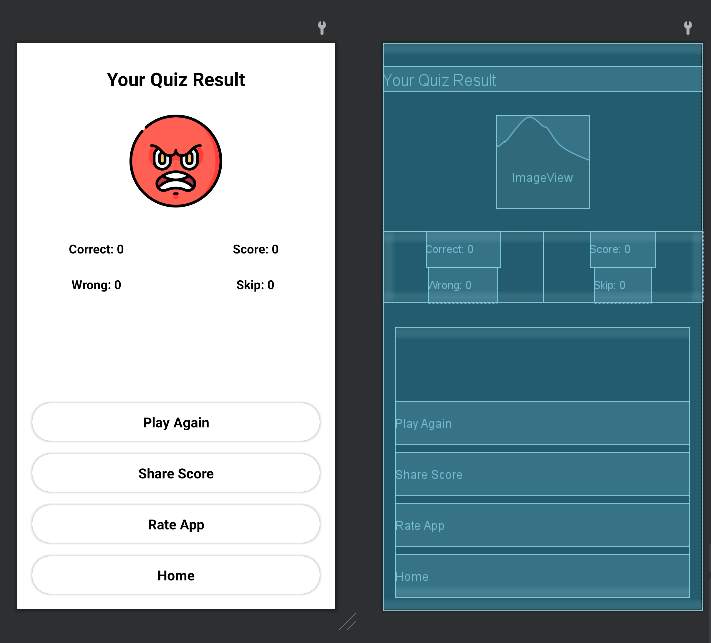 Your Quiz Result
Correct: 0 Score: 0
Wrong: 0 Skip: 0
Play Again
Share Score
Rate App
Home
Your Quiz Result
ImageView
Correct: 0 Score: 0
Wrong: 0 Skip: 0
Play Again
Share Score
Rate App
Home